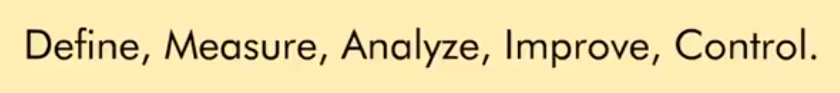 Define, Measure, Analyze, Improve, Control.